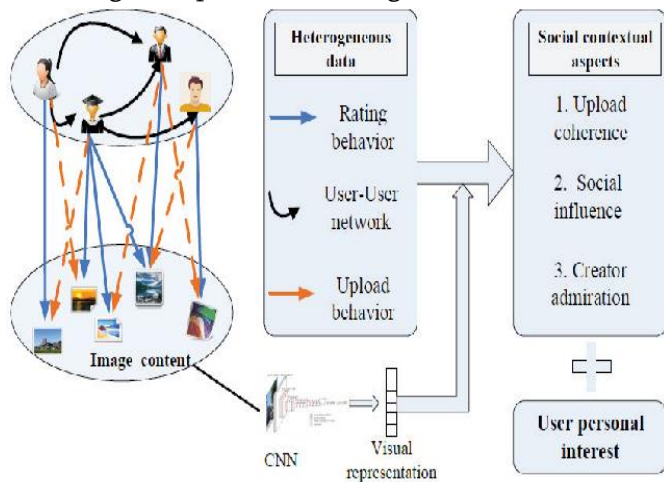 Heterogeneous
data
Rating
behavior
User-User
network
Upload
behavior
Social contextual
aspects
1. Upload
coherence
2. Social
influence
3. Creator
admiration
User personal
interest
Image content
CNN
Visual
representation